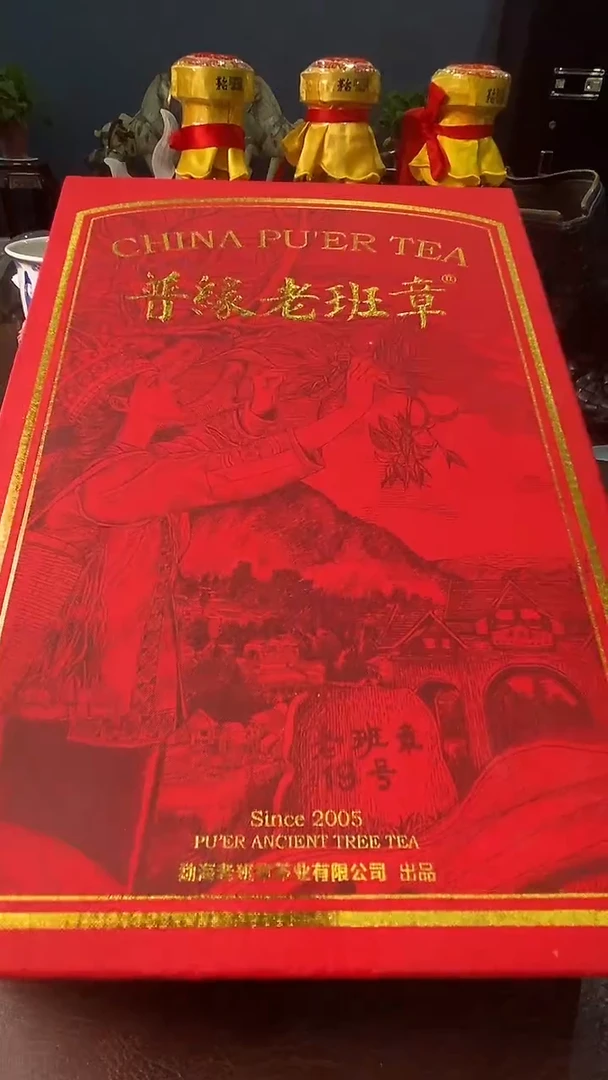 CHINA PU'ER TEA
普緣老班章®
老班章
19号
Since 2005
PU'ER ANCIENT TREE TEA
勐海老班章茶业有限公司 出品